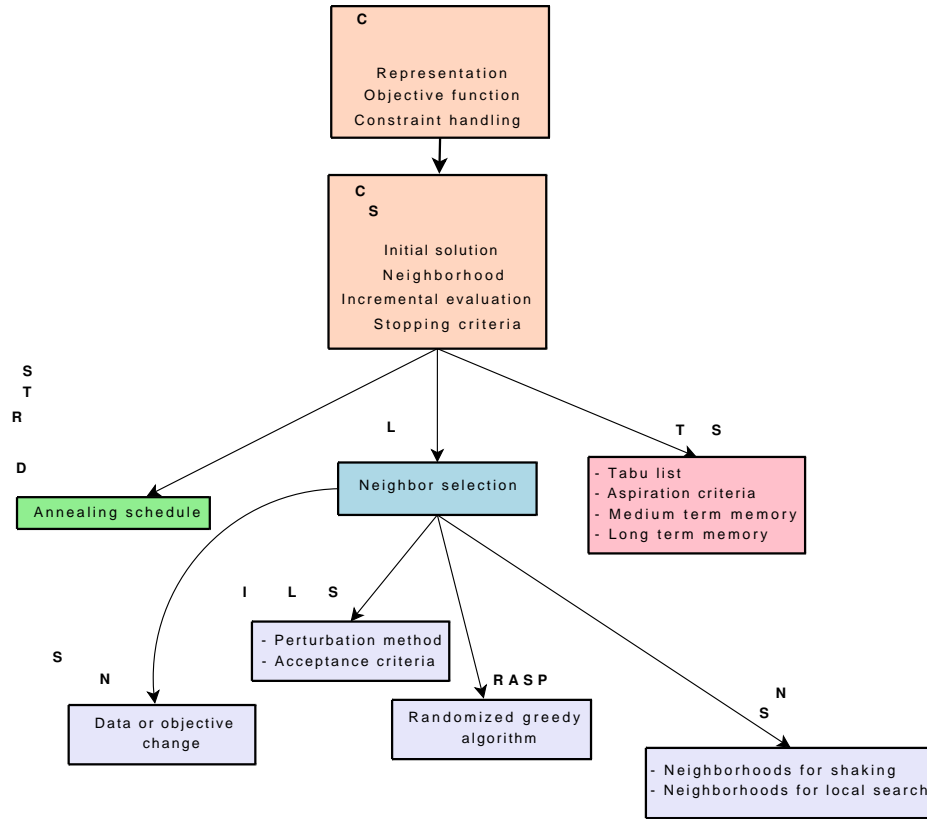 C
Representation
Objective function
Constraint handling
C
S
Initial solution
Neighborhood
Incremental evaluation
Stopping criteria
S
T
R
D
Annealing schedule
L
Neighbor selection
T S
- Tabu list
- Aspiration criteria
- Medium term memory
- Long term memory
I L S
- Perturbation method
- Acceptance criteria
S
N
Data or objective
change
RASP
Randomized greedy
algorithm
N
S
- Neighborhoods for shaking
- Neighborhoods for local search